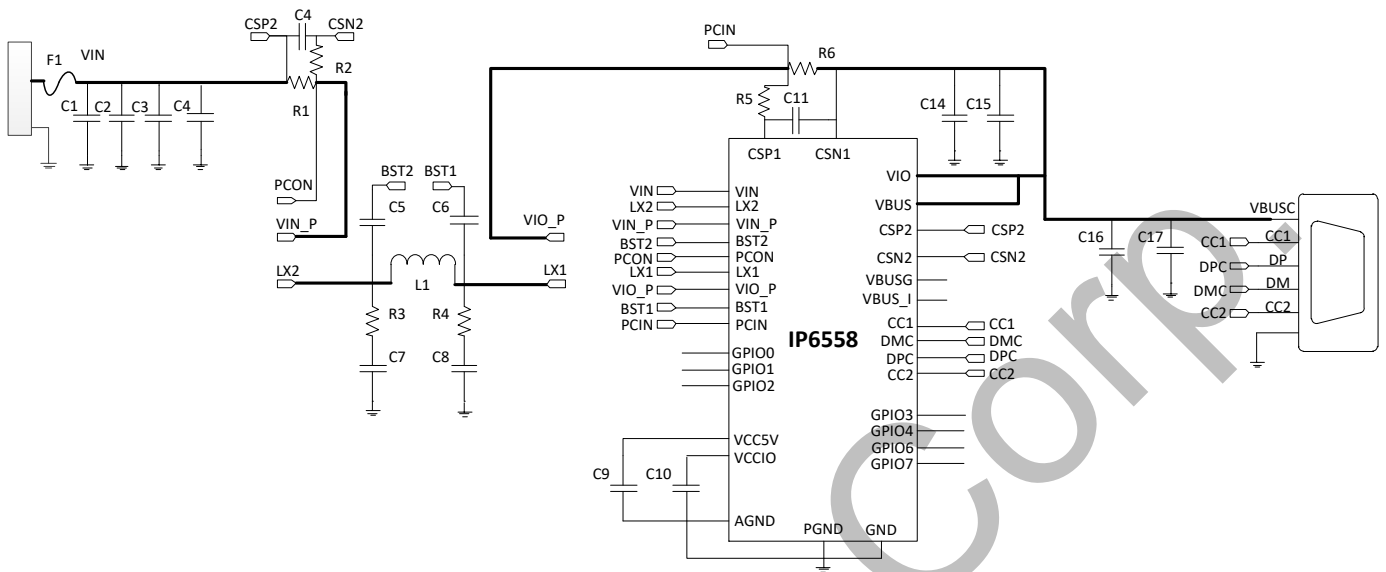 CSP2
C4
CSN2
F1
VIN
R2
C1
C2
C3
C4
R1
PCON
VIN_P
LX2
BST2
BST1
C5
C6
L1
LX1
R3
R4
C7
C8
PCIN
R6
R5
C11
VIO_P
C14
C15
CSP1
CSN1
VIN
LX2
VIN_P
BST2
PCON
LX1
VIO_P
BST1
PCIN
VIN
LX2
VIN_P
BST2
PCON
LX1
VIO_P
BST1
PCIN
GPIO0
GPIO1
GPIO2
VCC5V
VCCIO
AGND
PGND
GND
C9
C10
IP6558
VIO
VBUS
CSP2
CSN2
VBUSG
VBUS_I
CC1
DMC
DPC
CC2
GPIO3
GPIO4
GPIO6
GPIO7
CSP2
CSN2
CC1
DMC
DPC
CC2
C16
C17
VBUSC
CC1
CC1
DPC
DP
DMC
DM
CC2
CC2
Corp.